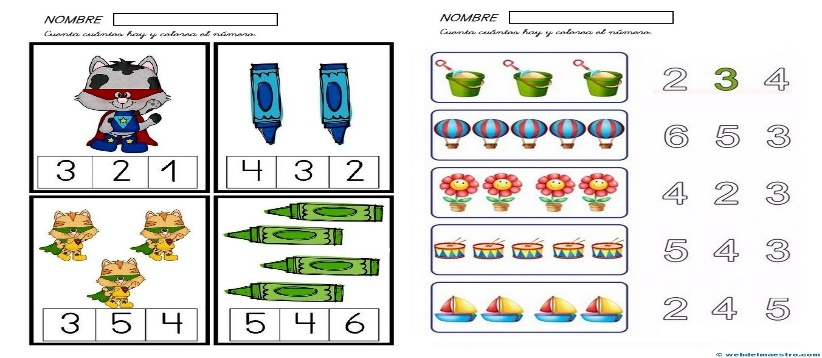 NOMBRE
Cuenta cuántos hay y colorea el número.
3 2 1
4 3 2
3 5 4
5 4 6
NOMBRE
Cuenta cuántos hay y colorea el número.
2 3 4
6 5 3
4 2 3
5 4 3
2 4 5
© webdelmaestro.com